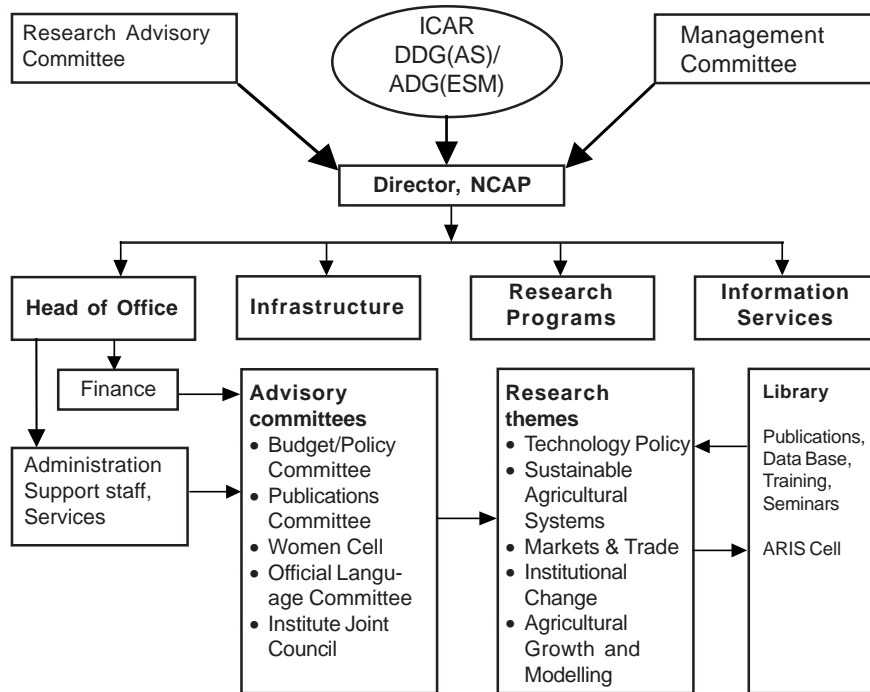 Research Advisory
Committee
ICAR
DDG(AS)/
ADG(ESM)
Management
Committee
Director, NCAP
Head of Office
Infrastructure
Research
Programs
Information
Services
Finance
Administration
Support staff,
Services
Advisory
committees
• Budget/Policy
Committee
• Publications
Committee
• Women Cell
• Official Langu-
age Committee
• Institute Joint
Council
Research
themes
• Technology Policy
• Sustainable
Agricultural
Systems
• Markets & Trade
• Institutional
Change
• Agricultural
Growth and
Modelling
Library
Publications,
Data Base,
Training,
Seminars
ARIS Cell